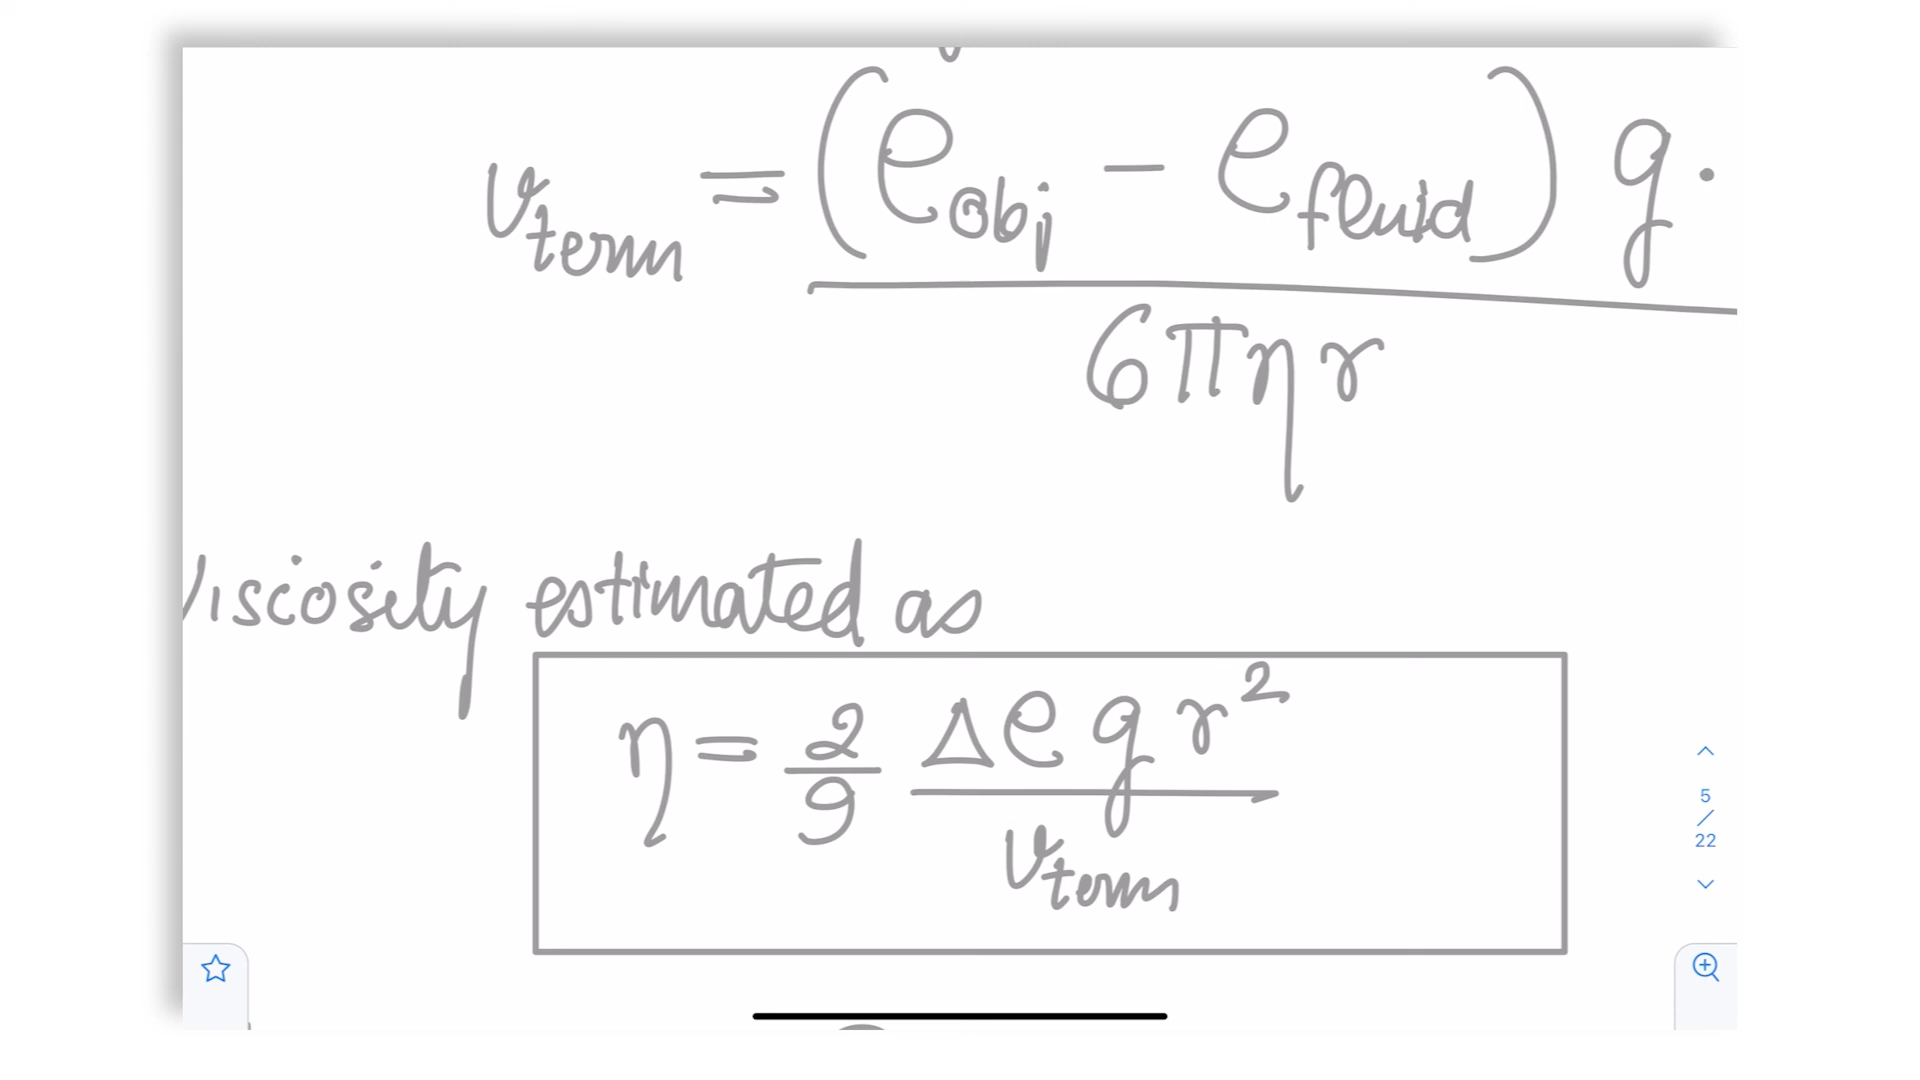 v_term = (ρ_obj − ρ_fluid) g ·
6πηr
Viscosity estimated as
η = 2/9 Δρ g r²
v_term
5
/
22